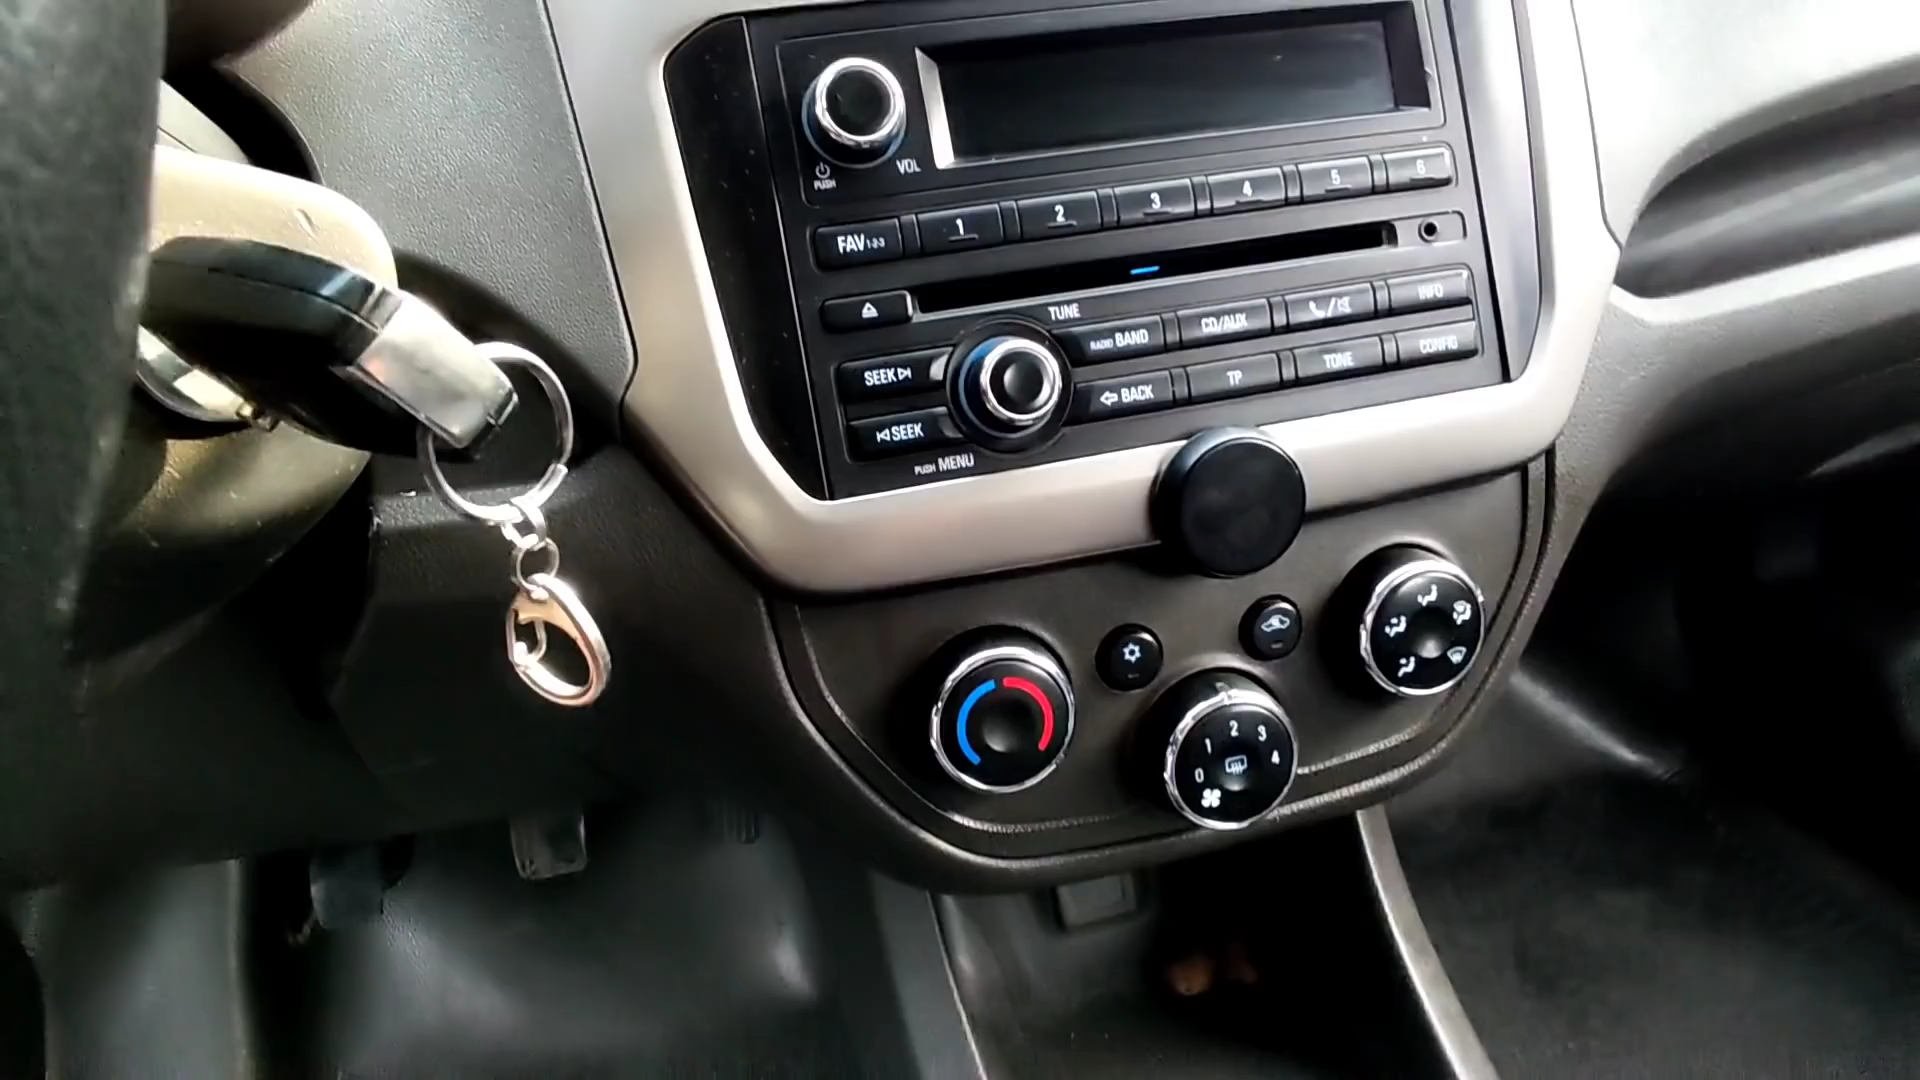 VOL
PUSH
FAV 1-2-3
1
2
3
4
5
6
TUNE
SEEK
RADIO BAND
CD/AUX
INFO
SEEK
BACK
TP
TONE
CONFIG
PUSH MENU
0
1
2
3
4